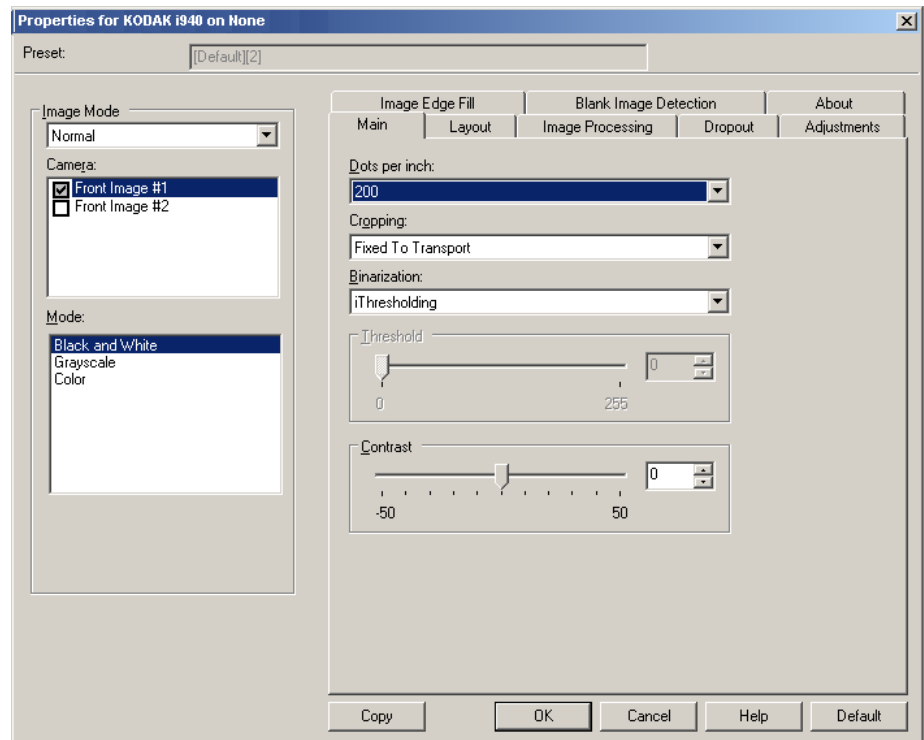 Properties for KODAK i940 on None
Preset:
[Default][2]
Image Mode
Normal
Camera:
Front Image #1
Front Image #2
Mode:
Black and White
Grayscale
Color
Image Edge Fill
Blank Image Detection
About
Main
Layout
Image Processing
Dropout
Adjustments
Dots per inch:
200
Cropping:
Fixed To Transport
Binarization:
iThresholding
Threshold
0
0 255
Contrast
0
-50 50
Copy
OK
Cancel
Help
Default